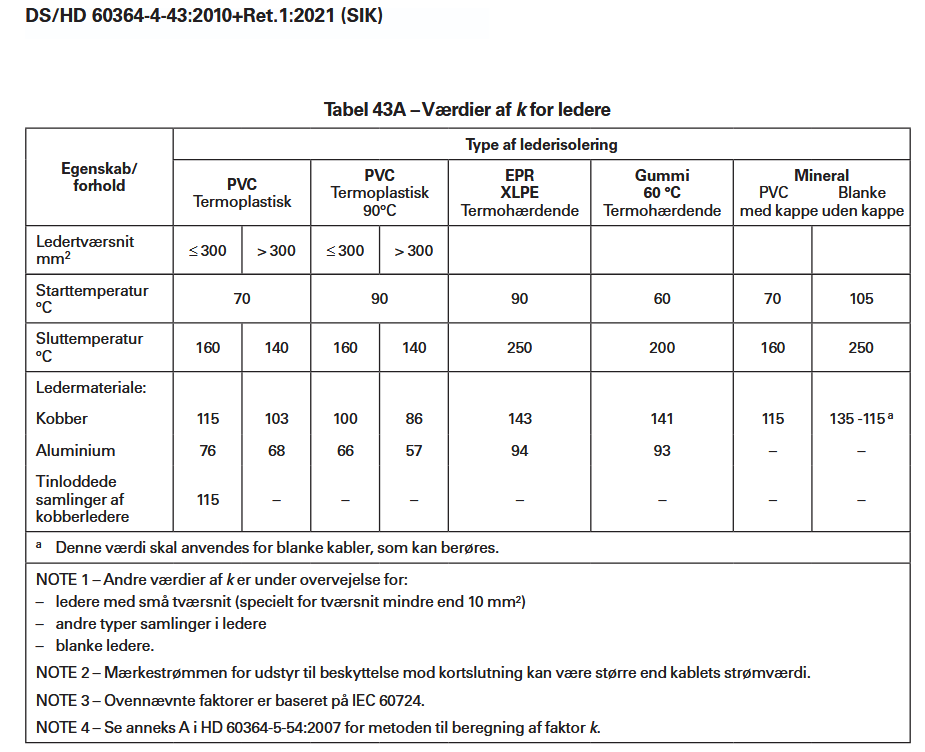 DS/HD 60364-4-43:2010+Ret.1:2021 (SIK)
Tabel 43A – Værdier af k for ledere
Egenskab/
forhold
Type af lederisolering
PVC
Termoplastisk
PVC
Termoplastisk
90°C
EPR
XLPE
Termohærdende
Gummi
60 °C
Termohærdende
Mineral
PVC Blanke
med kappe uden kappe
Ledertværsnit
mm²
≤ 300 > 300 ≤ 300 > 300
Starttemperatur
°C
70 90 90 60 70 105
Sluttemperatur
°C
160 140 160 140 250 200 160 250
Ledermateriale:
Kobber 115 103 100 86 143 141 115 135 -115 ª
Aluminium 76 68 66 57 94 93 – –
Tinloddede
samlinger af
kobberledere
115 – – – – – – –
ª Denne værdi skal anvendes for blanke kabler, som kan berøres.
NOTE 1 – Andre værdier af k er under overvejelse for:
– ledere med små tværsnit (specielt for tværsnit mindre end 10 mm²)
– andre typer samlinger i ledere
– blanke ledere.
NOTE 2 – Mærkestrømmen for udstyr til beskyttelse mod kortslutning kan være større end kablets strømværdi.
NOTE 3 – Ovennævnte faktorer er baseret på IEC 60724.
NOTE 4 – Se anneks A i HD 60364-5-54:2007 for metoden til beregning af faktor k.